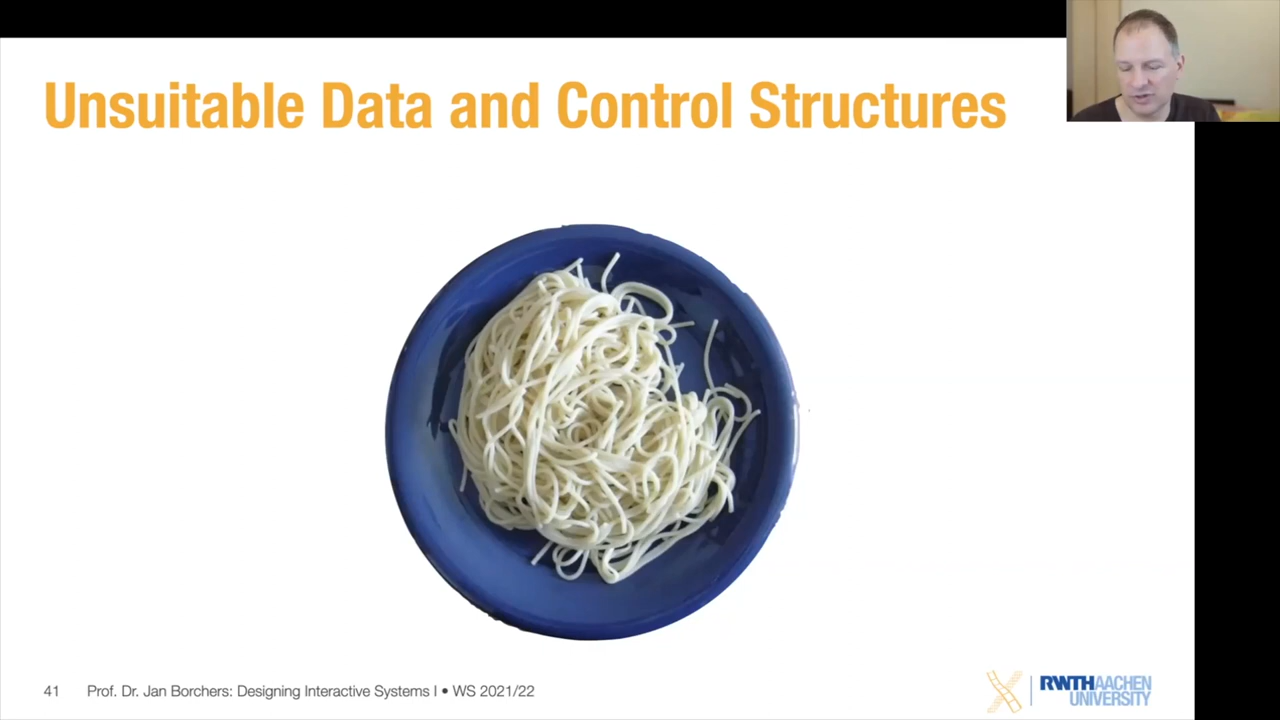 Unsuitable Data and Control Structures
41 Prof. Dr. Jan Borchers: Designing Interactive Systems I • WS 2021/22
RWTHAACHEN
UNIVERSITY